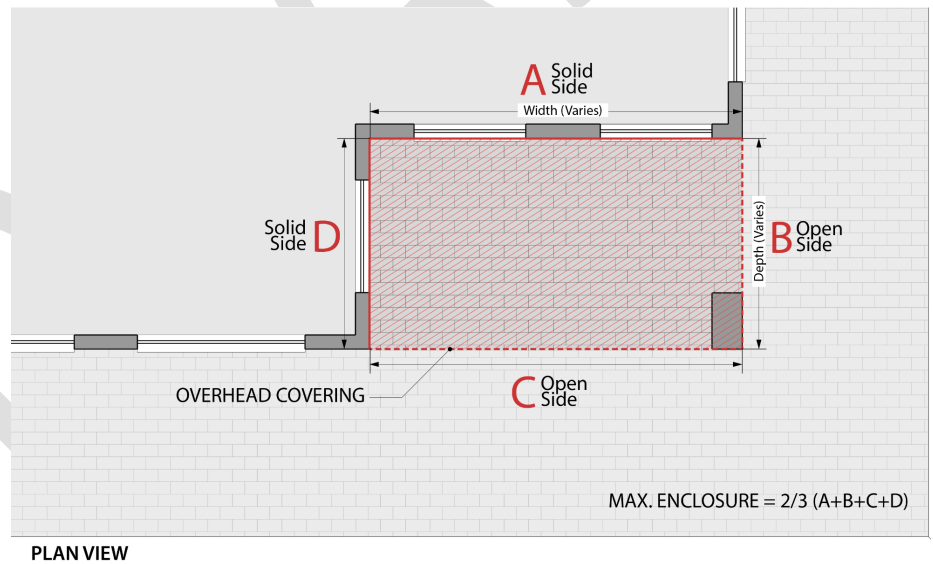 A Solid
Side
Width (Varies)
Solid
Side D
Depth (Varies)
B Open
Side
OVERHEAD COVERING
C Open
Side
MAX. ENCLOSURE = 2/3 (A+B+C+D)
PLAN VIEW